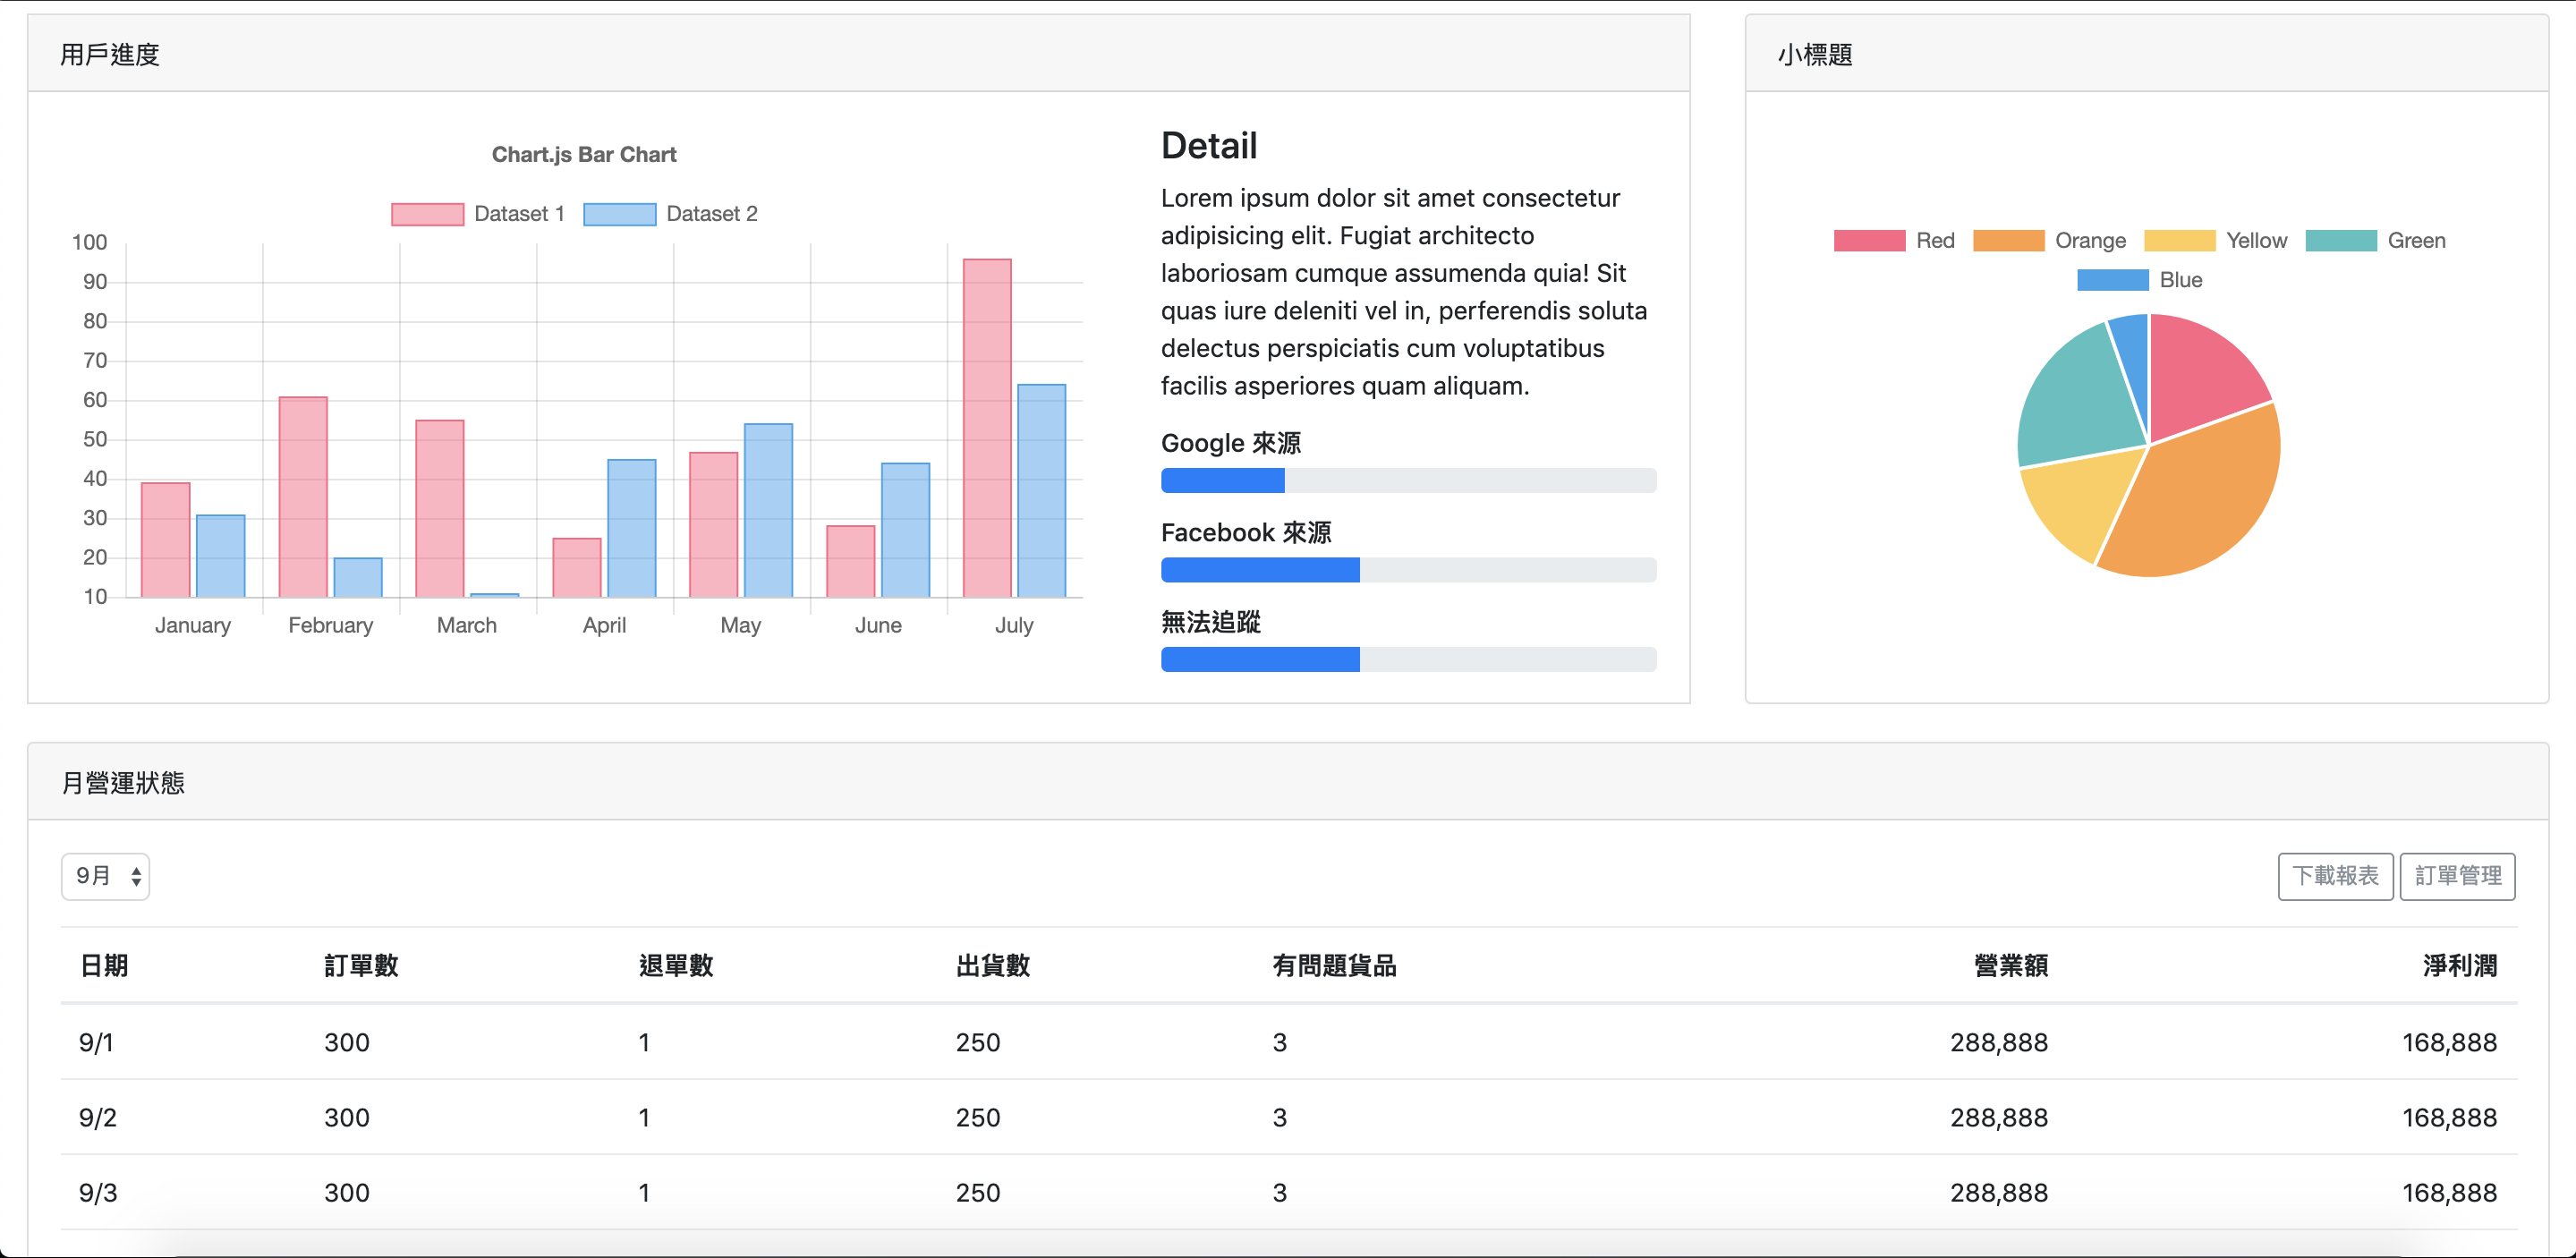 用戶進度
Chart.js Bar Chart
Dataset 1 Dataset 2
100
90
80
70
60
50
40
30
20
10
January February March April May June July
Detail
Lorem ipsum dolor sit amet consectetur
adipisicing elit. Fugiat architecto
laboriosam cumque assumenda quia! Sit
quas iure deleniti vel in, perferendis soluta
delectus perspiciatis cum voluptatibus
facilis asperiores quam aliquam.
Google 來源
Facebook 來源
無法追蹤
小標題
Red Orange Yellow Green
Blue
月營運狀態
9月 下載報表 訂單管理
日期 訂單數 退單數 出貨數 有問題貨品 營業額 淨利潤
9/1 300 1 250 3 288,888 168,888
9/2 300 1 250 3 288,888 168,888
9/3 300 1 250 3 288,888 168,888